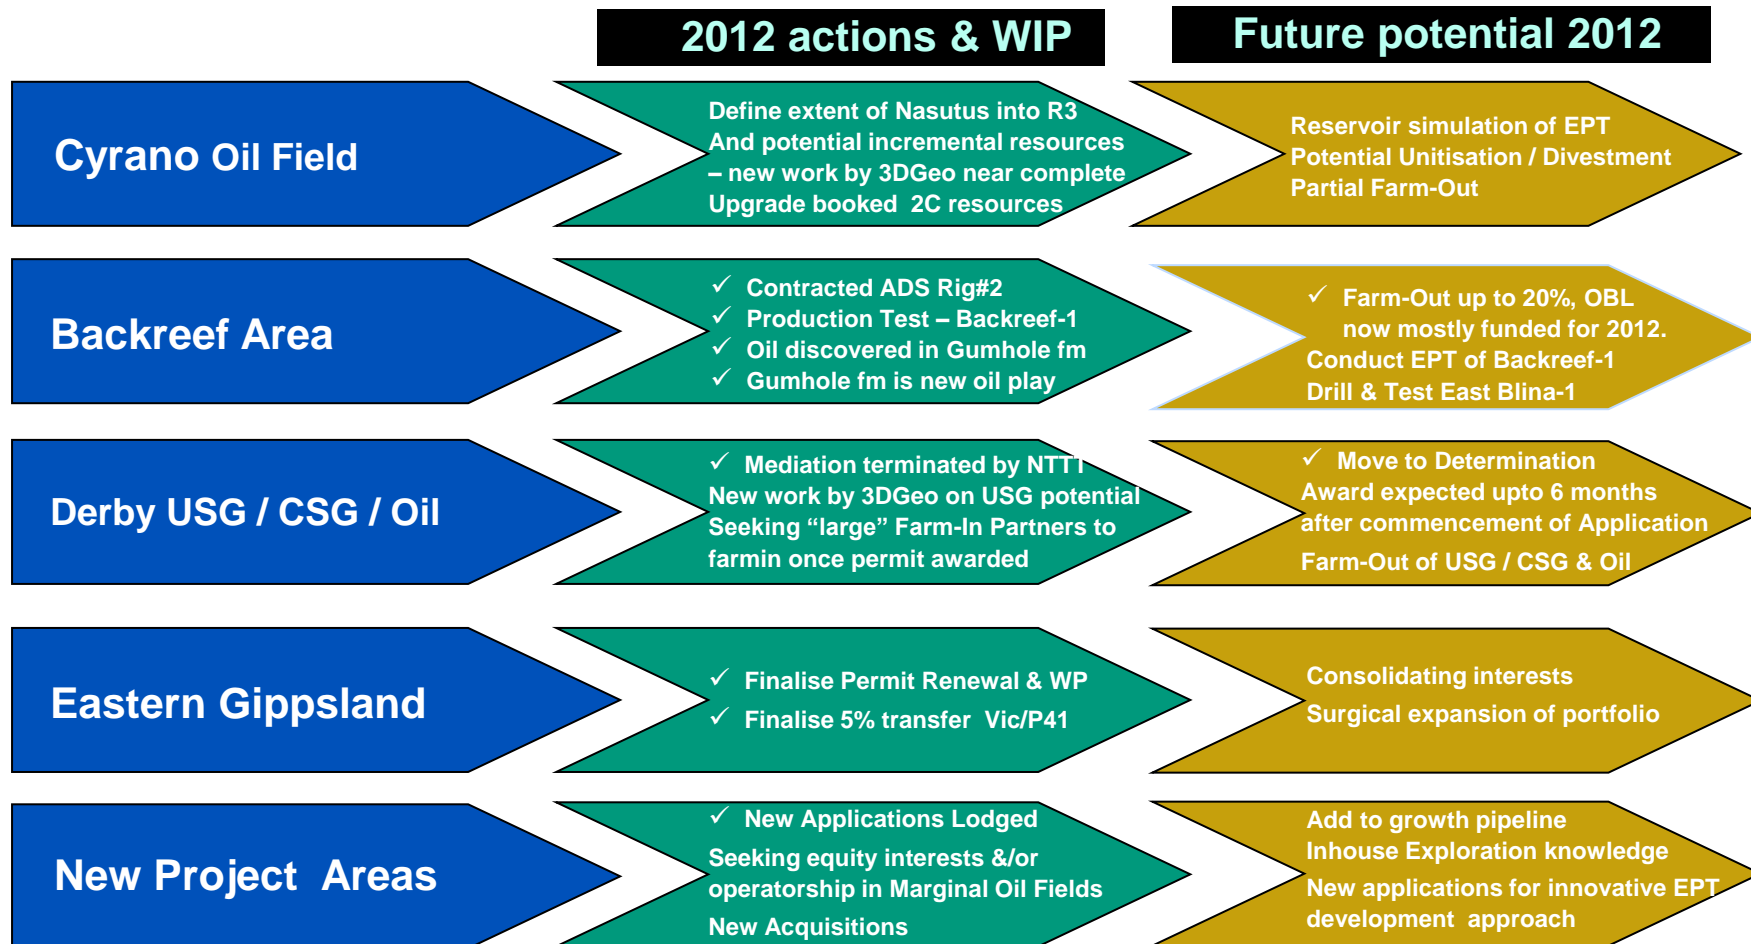 2012 actions & WIP
Future potential 2012
Cyrano Oil Field
Define extent of Nasutus into R3
And potential incremental resources
– new work by 3DGeo near complete
Upgrade booked 2C resources
Reservoir simulation of EPT
Potential Unitisation / Divestment
Partial Farm-Out
Backreef Area
✓ Contracted ADS Rig#2
✓ Production Test – Backreef-1
✓ Oil discovered in Gumhole fm
✓ Gumhole fm is new oil play
✓ Farm-Out up to 20%, OBL
now mostly funded for 2012.
Conduct EPT of Backreef-1
Drill & Test East Blina-1
Derby USG / CSG / Oil
✓ Mediation terminated by NTTT
New work by 3DGeo on USG potential
Seeking “large” Farm-In Partners to
farmin once permit awarded
✓ Move to Determination
Award expected upto 6 months
after commencement of Application
Farm-Out of USG / CSG & Oil
Eastern Gippsland
✓ Finalise Permit Renewal & WP
✓ Finalise 5% transfer Vic/P41
Consolidating interests
Surgical expansion of portfolio
New Project Areas
✓ New Applications Lodged
Seeking equity interests &/or
operatorship in Marginal Oil Fields
New Acquisitions
Add to growth pipeline
Inhouse Exploration knowledge
New applications for innovative EPT
development approach